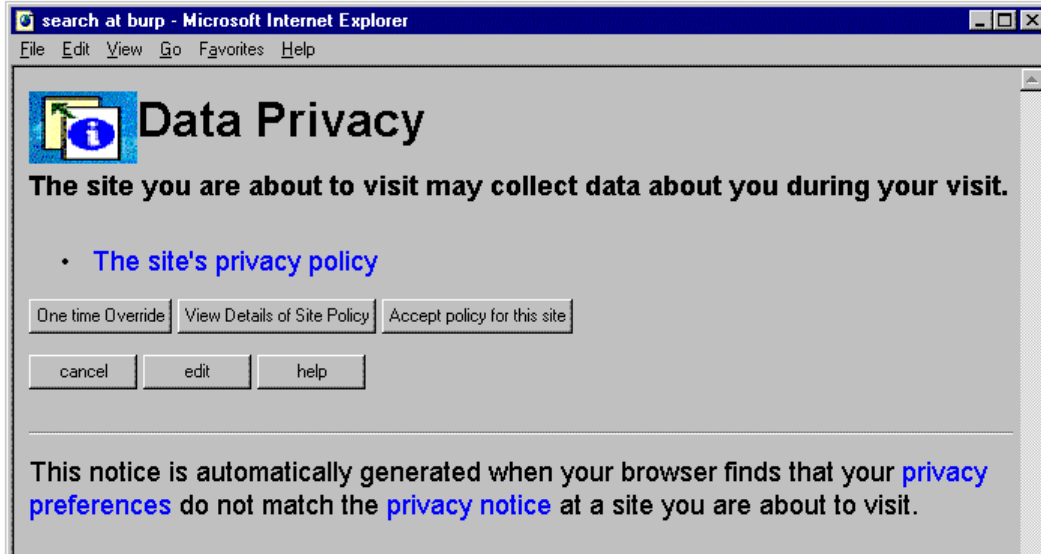 search at burp - Microsoft Internet Explorer
File Edit View Go Favorites Help
Data Privacy
The site you are about to visit may collect data about you during your visit.
• The site's privacy policy
One time Override View Details of Site Policy Accept policy for this site
cancel edit help
This notice is automatically generated when your browser finds that your privacy
preferences do not match the privacy notice at a site you are about to visit.